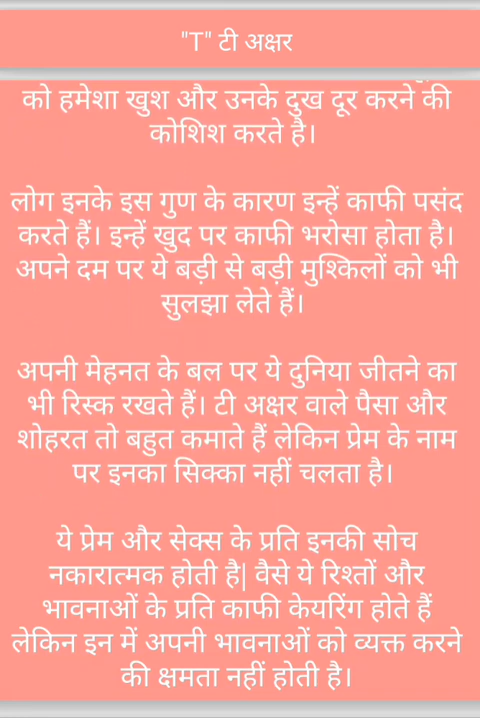 "T" टी अक्षर
को हमेशा खुश और उनके दुख दूर करने की
कोशिश करते है।
लोग इनके इस गुण के कारण इन्हें काफी पसंद
करते हैं। इन्हें खुद पर काफी भरोसा होता है।
अपने दम पर ये बड़ी से बड़ी मुश्किलों को भी
सुलझा लेते हैं।
अपनी मेहनत के बल पर ये दुनिया जीतने का
भी रिस्क रखते हैं। टी अक्षर वाले पैसा और
शोहरत तो बहुत कमाते हैं लेकिन प्रेम के नाम
पर इनका सिक्का नहीं चलता है।
ये प्रेम और सेक्स के प्रति इनकी सोच
नकारात्मक होती है| वैसे ये रिश्तों और
भावनाओं के प्रति काफी केयरिंग होते हैं
लेकिन इन में अपनी भावनाओं को व्यक्त करने
की क्षमता नहीं होती है।